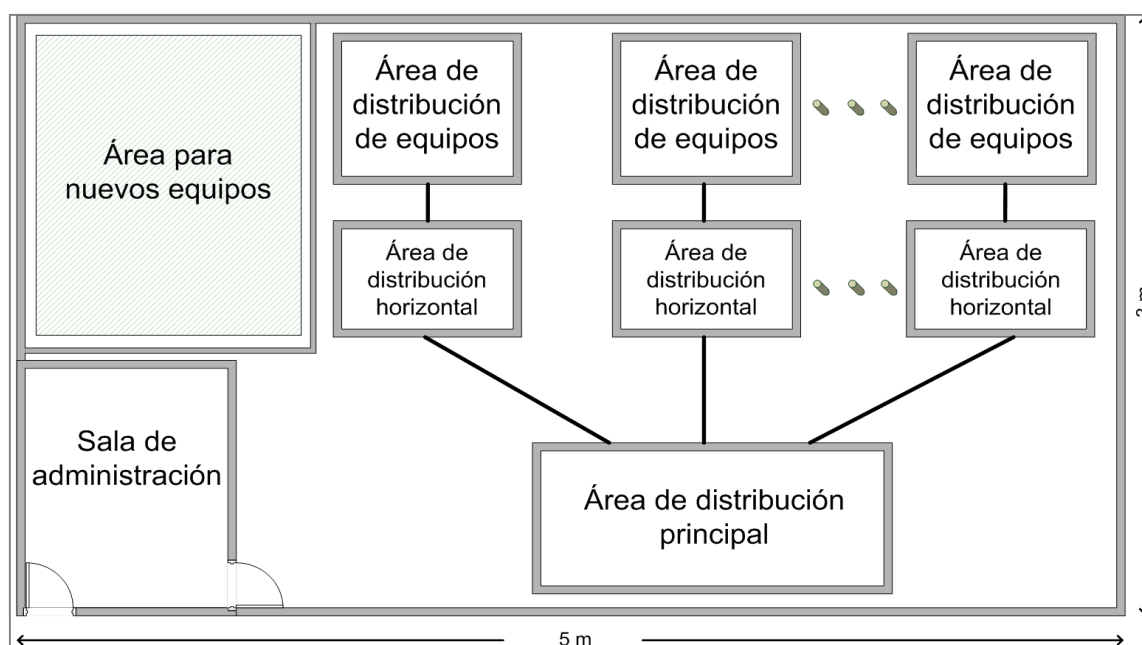 Área para
nuevos equipos
Área de
distribución
de equipos
Área de
distribución
de equipos
Área de
distribución
de equipos
Área de
distribución
horizontal
Área de
distribución
horizontal
Área de
distribución
horizontal
Sala de
administración
Área de distribución
principal
5 m